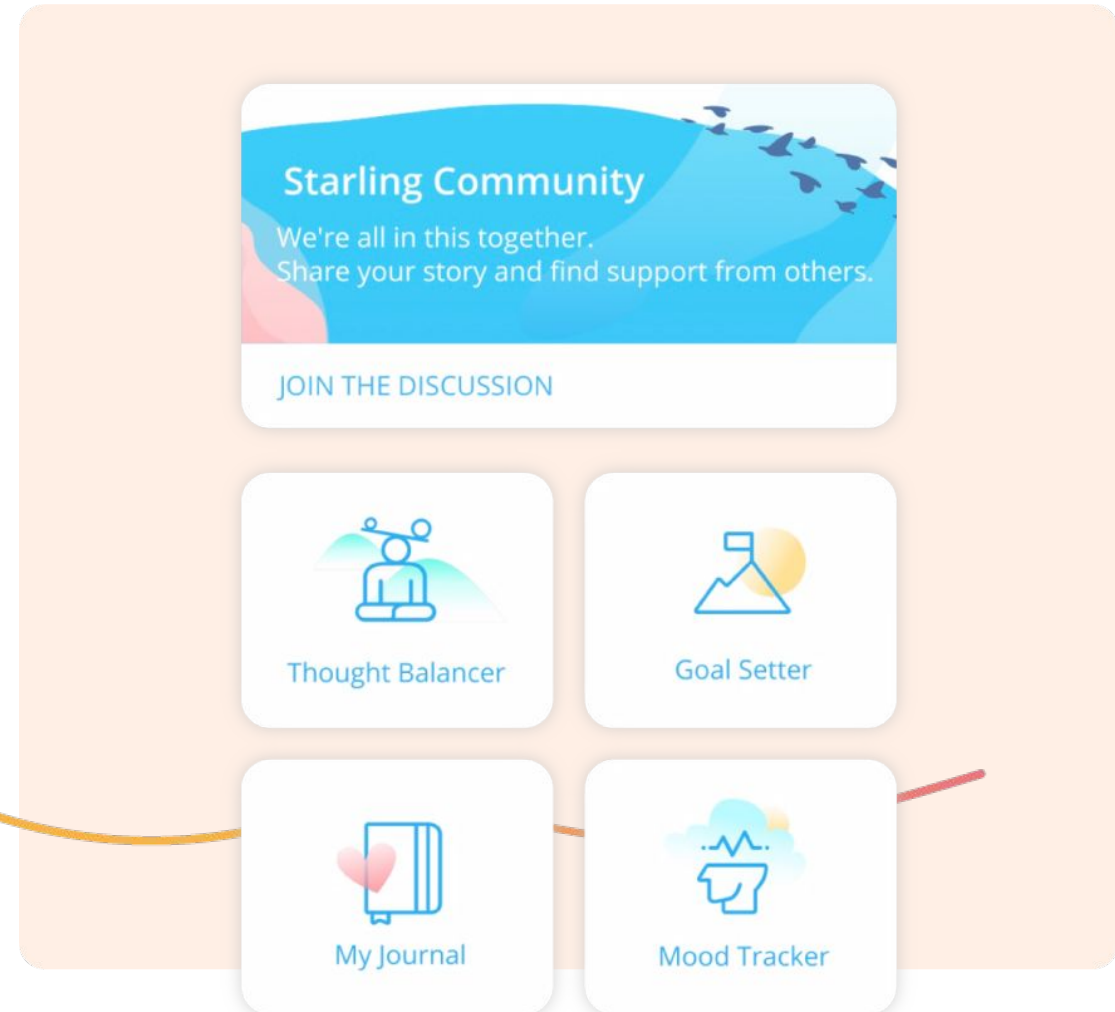 Starling Community
We're all in this together.
Share your story and find support from others.
JOIN THE DISCUSSION
Thought Balancer
Goal Setter
My Journal
Mood Tracker